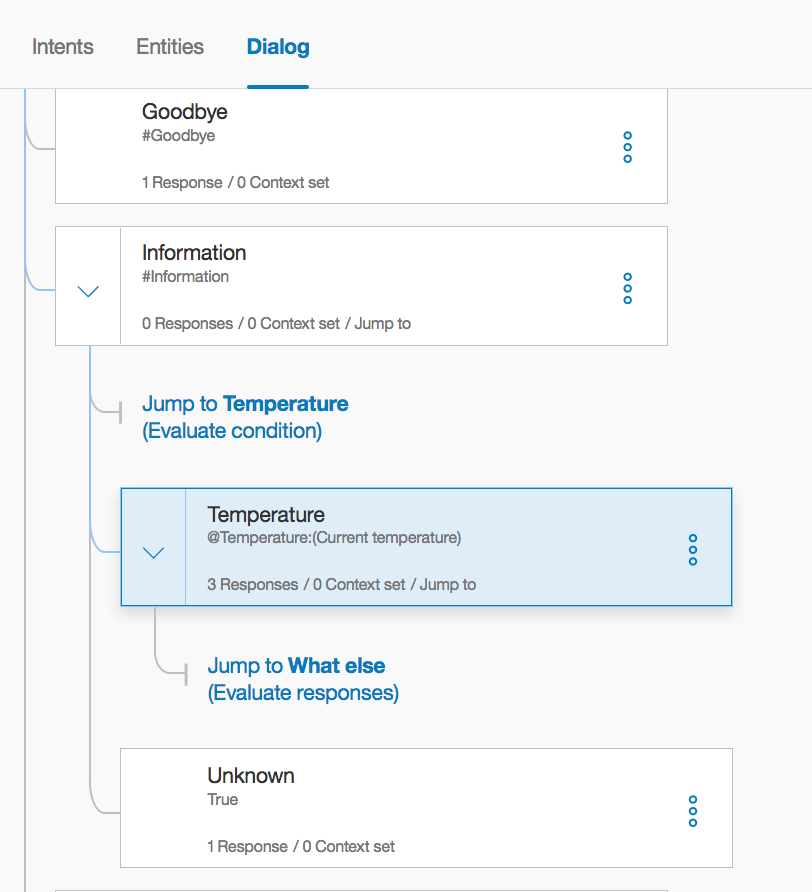 Intents Entities Dialog
Goodbye
#Goodbye
1 Response / 0 Context set
Information
#Information
0 Responses / 0 Context set / Jump to
Jump to Temperature
(Evaluate condition)
Temperature
@Temperature:(Current temperature)
3 Responses / 0 Context set / Jump to
Jump to What else
(Evaluate responses)
Unknown
True
1 Response / 0 Context set